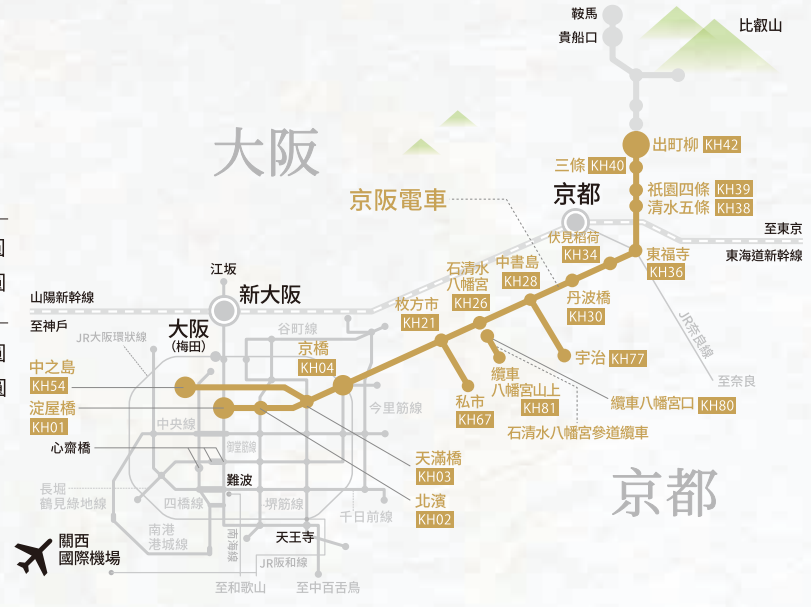 鞍馬
貴船口
比叡山
大阪
出町柳 KH42
三條 KH40
京阪電車
京都
祇園四條 KH39
清水五條 KH38
至東京
伏見稻荷
KH34
東福寺
KH36
東海道新幹線
江坂
石清水
八幡宮
KH26
中書島
KH28
丹波橋
KH30
山陽新幹線
新大阪
枚方市
KH21
至神戶
大阪
(梅田)
谷町線
JR大阪環狀線
京橋
KH04
JR奈良線
宇治 KH77
至奈良
中之島
KH54
纜車
八幡宮山上
KH81
纜車八幡宮口 KH80
私市
KH67
淀屋橋
KH01
今里筋線
中央線
石清水八幡宮參道纜車
心齋橋
御堂筋線
天滿橋
KH03
難波
京都
長堀
鶴見綠地線
四橋線
堺筋線
北濱
KH02
千日前線
南港
港城線
南海線
天王寺
關西
國際機場
JR阪和線
至和歌山
至中百舌鳥
圓
圓
圓
圓